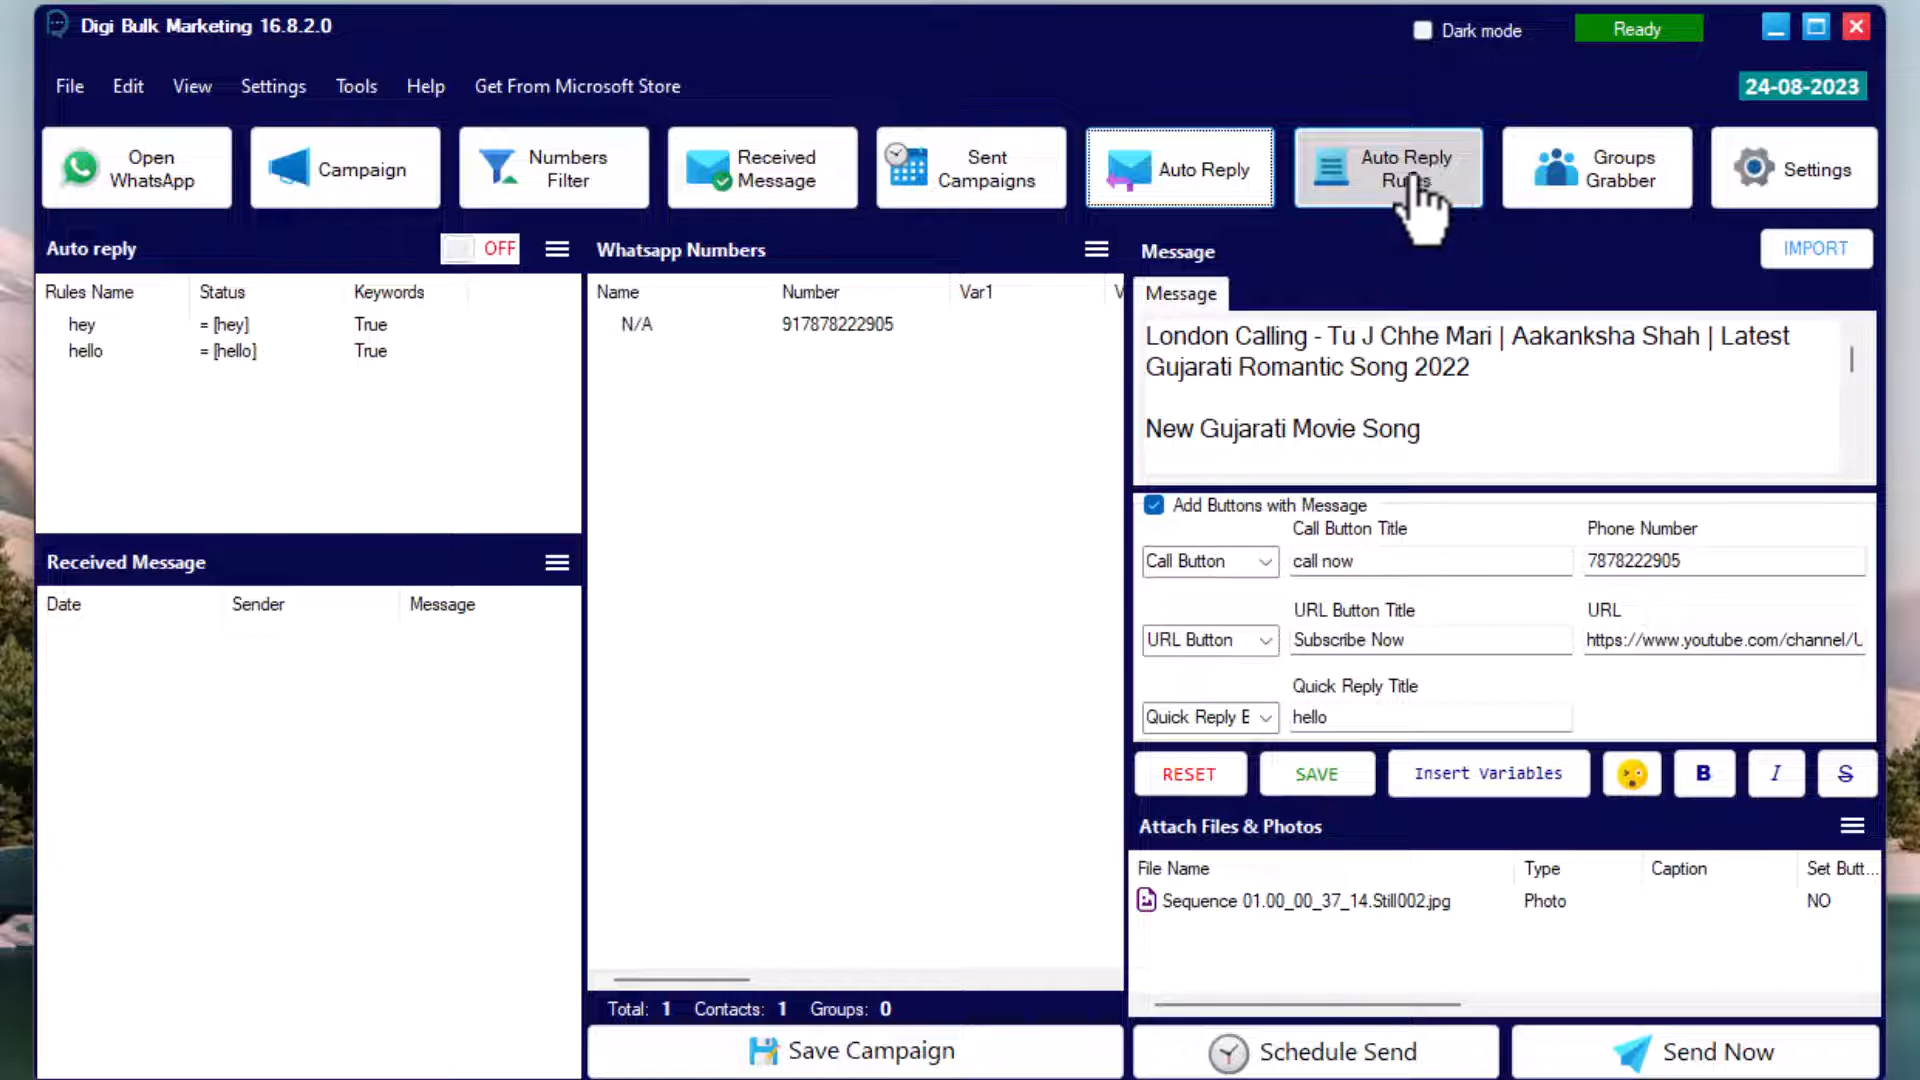 Digi Bulk Marketing 16.8.2.0
Dark mode
Ready
File Edit View Settings Tools Help Get From Microsoft Store
24-08-2023
Open
WhatsApp
Campaign
Numbers
Filter
Received
Message
Sent
Campaigns
Auto Reply
Auto Reply
Groups
Grabber
Settings
Auto reply
OFF
Rules Name Status Keywords
hey = [hey] True
hello = [hello] True
Received Message
Date Sender Message
Whatsapp Numbers
Name Number Var1 V
N/A 917878222905
Total: 1 Contacts: 1 Groups: 0
Save Campaign
Message
IMPORT
Message
London Calling - Tu J Chhe Mari | Aakanksha Shah | Latest
Gujarati Romantic Song 2022
New Gujarati Movie Song
Add Buttons with Message
Call Button Title Phone Number
Call Button call now 7878222905
URL Button Title URL
URL Button Subscribe Now https://www.youtube.com/channel/U
Quick Reply Title
Quick Reply E hello
RESET SAVE Insert Variables B I S
Attach Files & Photos
File Name Type Caption Set Butt...
Sequence 01.00_00_37_14.Still002.jpg Photo NO
Schedule Send Send Now